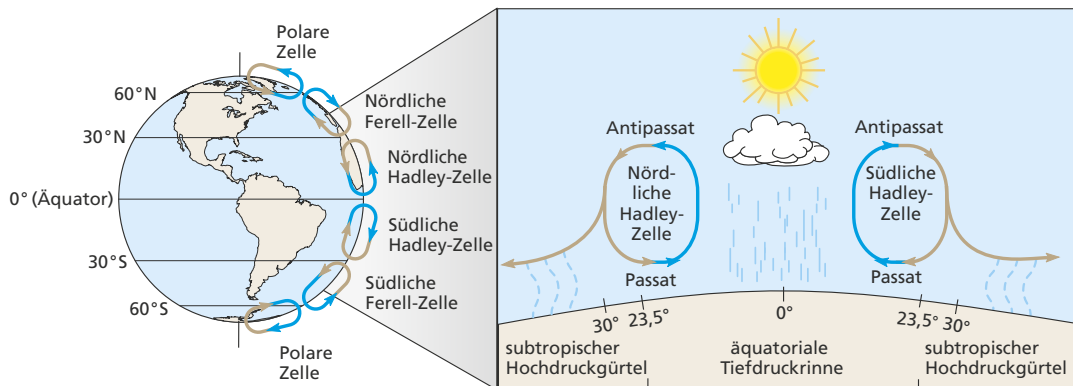 Polare
Zelle
60° N
Nördliche
Ferell-Zelle
30° N
Nördliche
Hadley-Zelle
0° (Äquator)
Südliche
Hadley-Zelle
30° S
Südliche
Ferell-Zelle
60° S
Polare
Zelle
Antipassat
Antipassat
Nörd-
liche
Hadley-
Zelle
Südliche
Hadley-
Zelle
Passat
Passat
30°
23,5°
0°
23,5°
30°
subtropischer
Hochdruckgürtel
äquatoriale
Tiefdruckrinne
subtropischer
Hochdruckgürtel